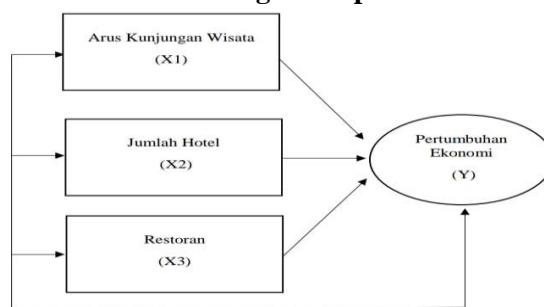 Arus Kunjungan Wisata
(X1)
Jumlah Hotel
(X2)
Restoran
(X3)
Pertumbuhan
Ekonomi
(Y)